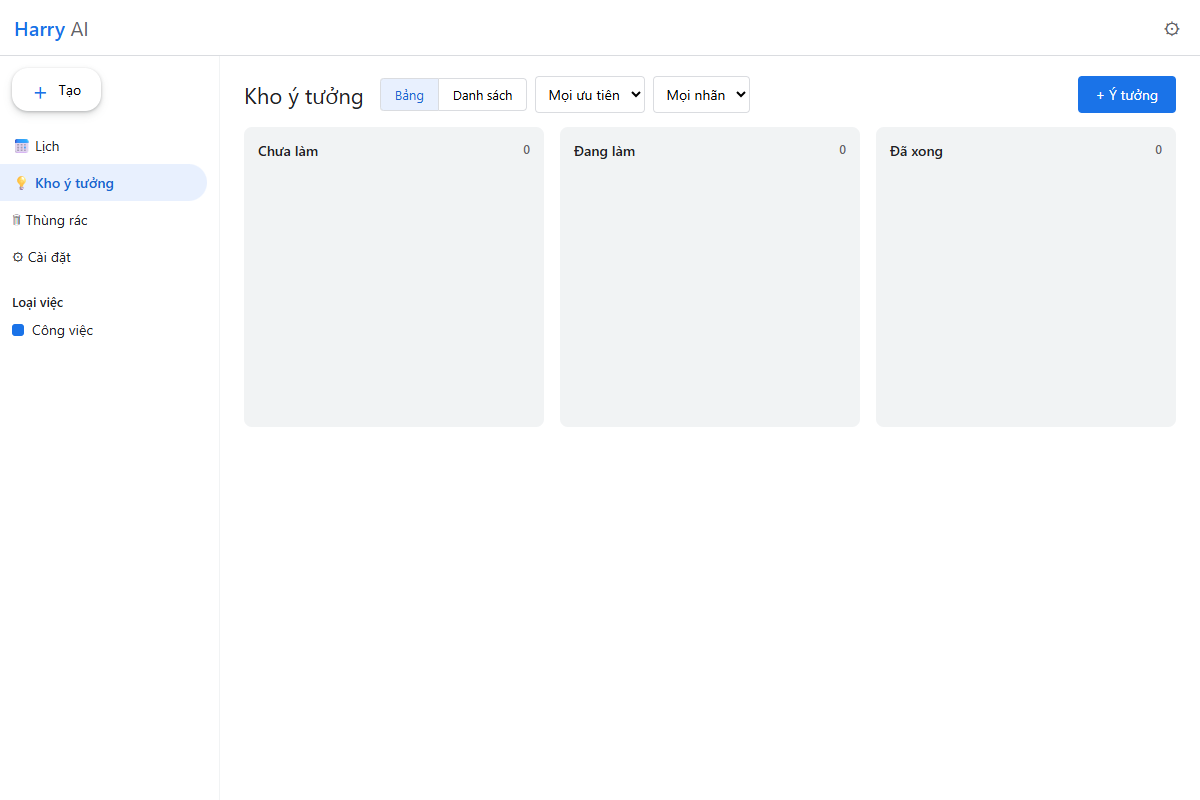 Harry AI
+ Tạo
Lịch
Kho ý tưởng
Thùng rác
Cài đặt
Loại việc
Công việc
Kho ý tưởng
Bảng
Danh sách
Mọi ưu tiên
Mọi nhãn
+ Ý tưởng
Chưa làm 0
Đang làm 0
Đã xong 0